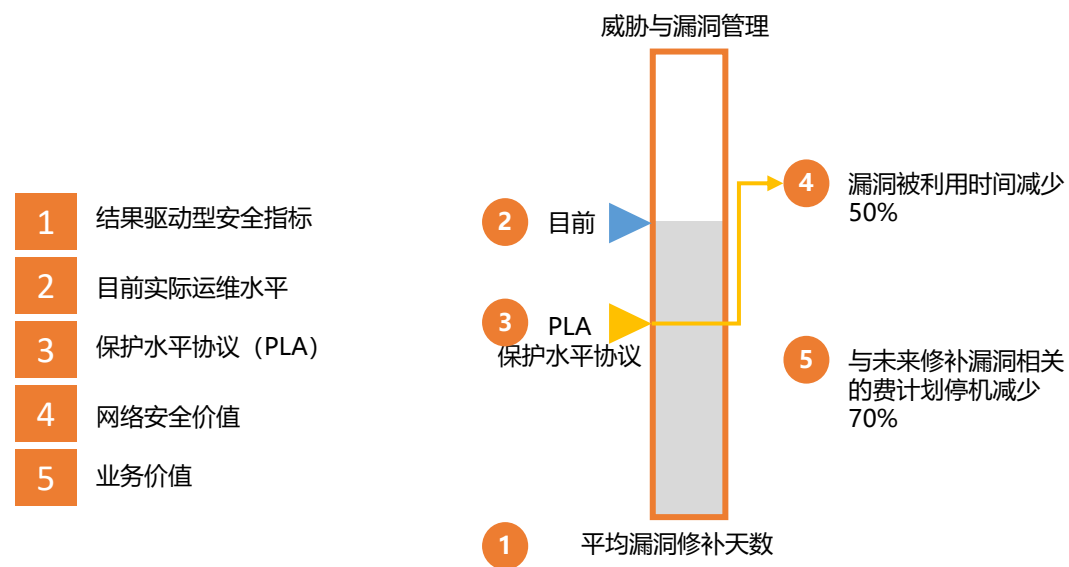 威胁与漏洞管理
1
结果驱动型安全指标
2
目前实际运维水平
3
保护水平协议（PLA）
4
网络安全价值
5
业务价值
2
目前
3
PLA
保护水平协议
4
漏洞被利用时间减少
50%
5
与未来修补漏洞相关
的费计划停机减少
70%
1
平均漏洞修补天数